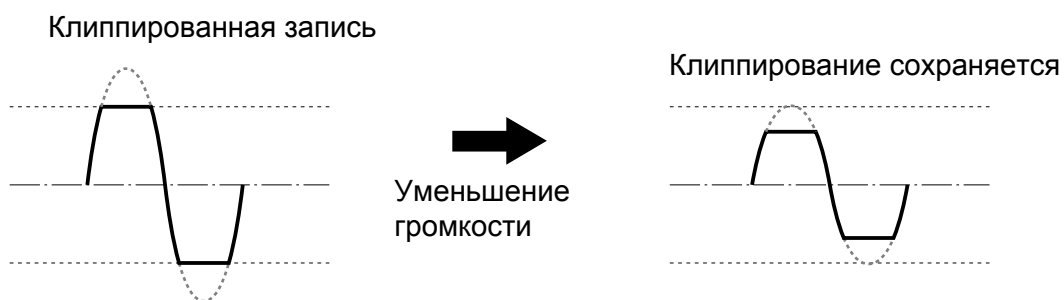 Клиппированная запись
Клиппирование сохраняется
Уменьшение
громкости